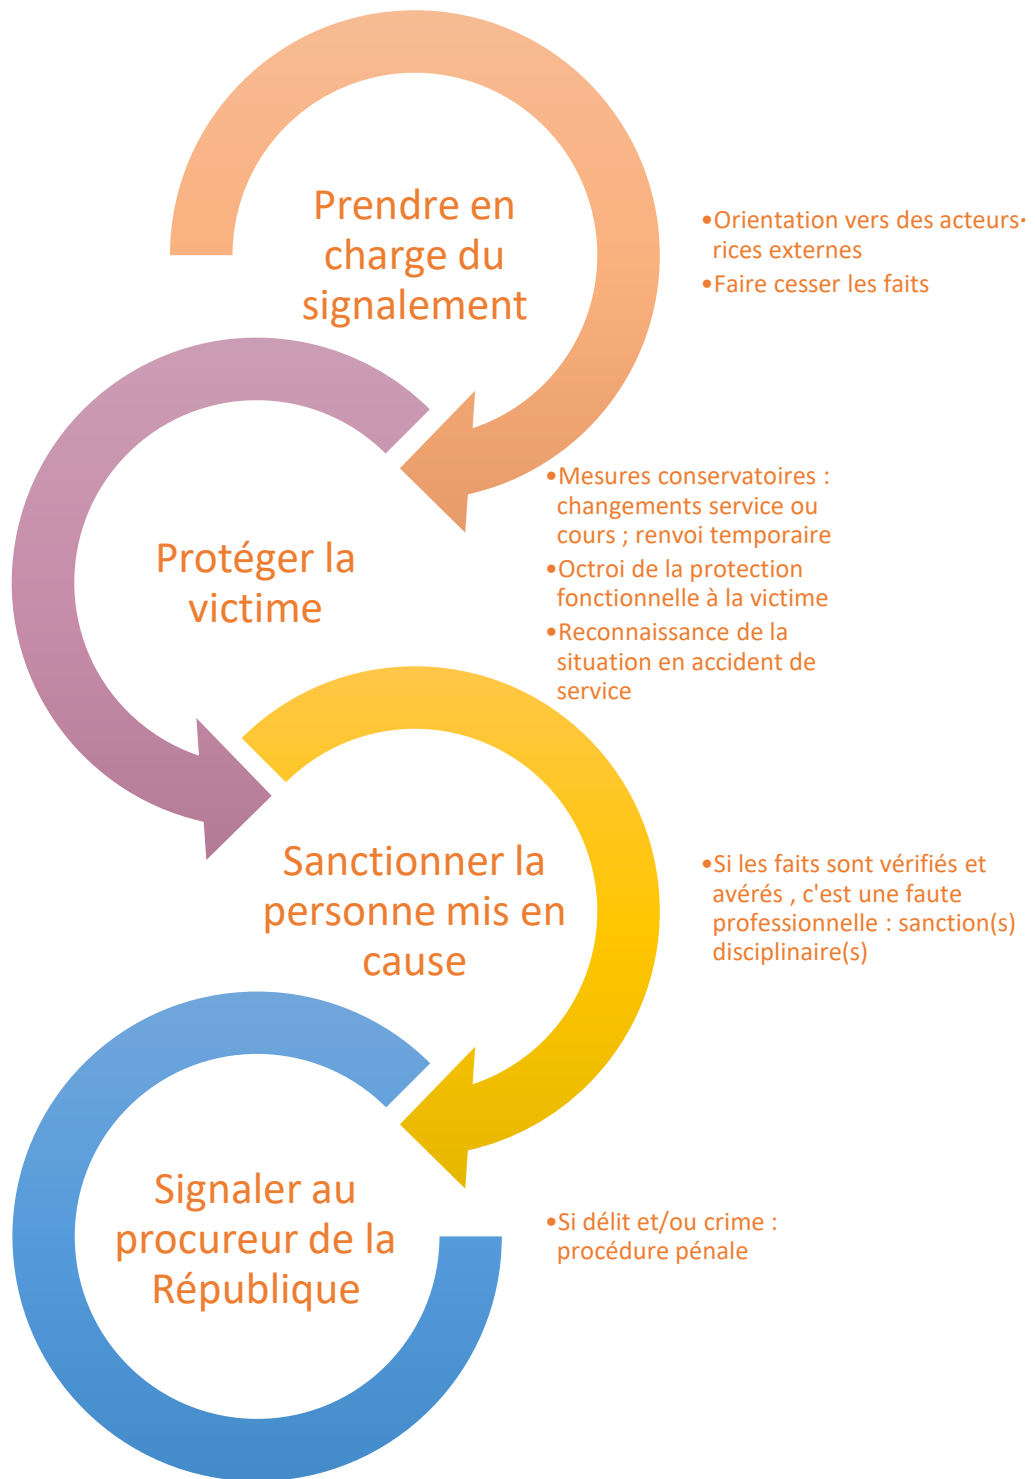 Prendre en
charge du
signalement
•Orientation vers des acteurs·
rices externes
•Faire cesser les faits
Protéger la
victime
•Mesures conservatoires :
changements service ou
cours ; renvoi temporaire
•Octroi de la protection
fonctionnelle à la victime
•Reconnaissance de la
situation en accident de
service
Sanctionner la
personne mis en
cause
•Si les faits sont vérifiés et
avérés , c'est une faute
professionnelle : sanction(s)
disciplinaire(s)
Signaler au
procureur de la
République
•Si délit et/ou crime :
procédure pénale